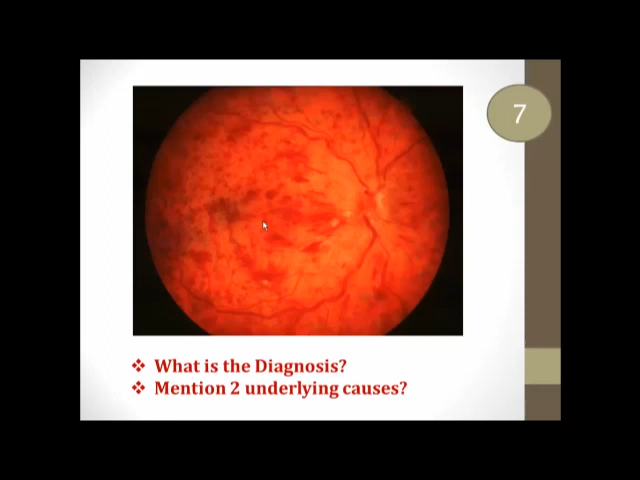 7
What is the Diagnosis?
Mention 2 underlying causes?